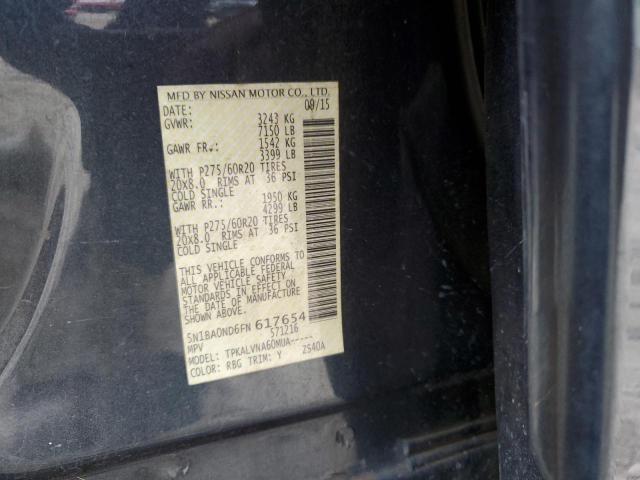 MFD BY NISSAN MOTOR CO., LTD.
DATE: 09/15
GVWR: 3243 KG
7150 LB
GAWR FR.: 1542 KG
3399 LB
WITH P275/60R20 TIRES
20X8.0 RIMS AT 36 PSI
COLD SINGLE
GAWR RR.: 1950 KG
4299 LB
WITH P275/60R20 TIRES
20X8.0 RIMS AT 36 PSI
COLD SINGLE
THIS VEHICLE CONFORMS TO
ALL APPLICABLE FEDERAL
MOTOR VEHICLE SAFETY
STANDARDS IN EFFECT ON
THE DATE OF MANUFACTURE
SHOWN ABOVE.
5N1BA0ND6FN 617654
MPV 571216
MODEL: TPKALVNA60MUA-----
COLOR: RBG TRIM: Y ZS40A